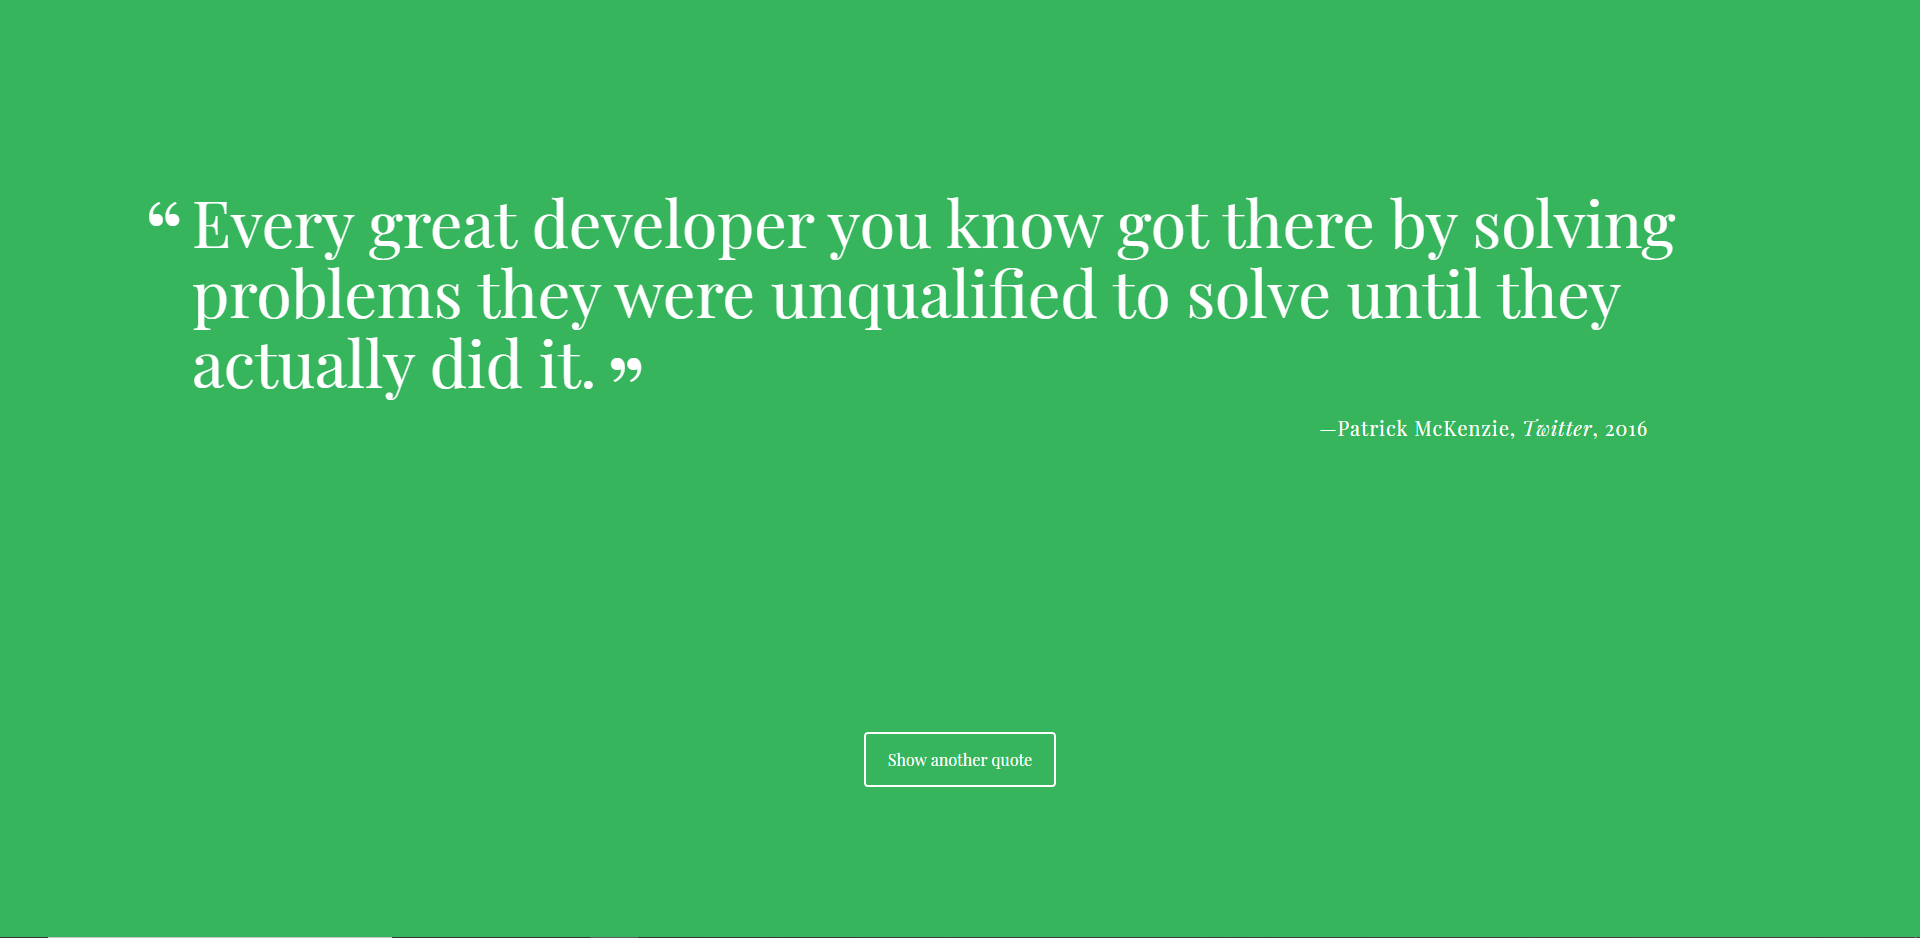 “Every great developer you know got there by solving
problems they were unqualified to solve until they
actually did it.”
—Patrick McKenzie, Twitter, 2016
Show another quote